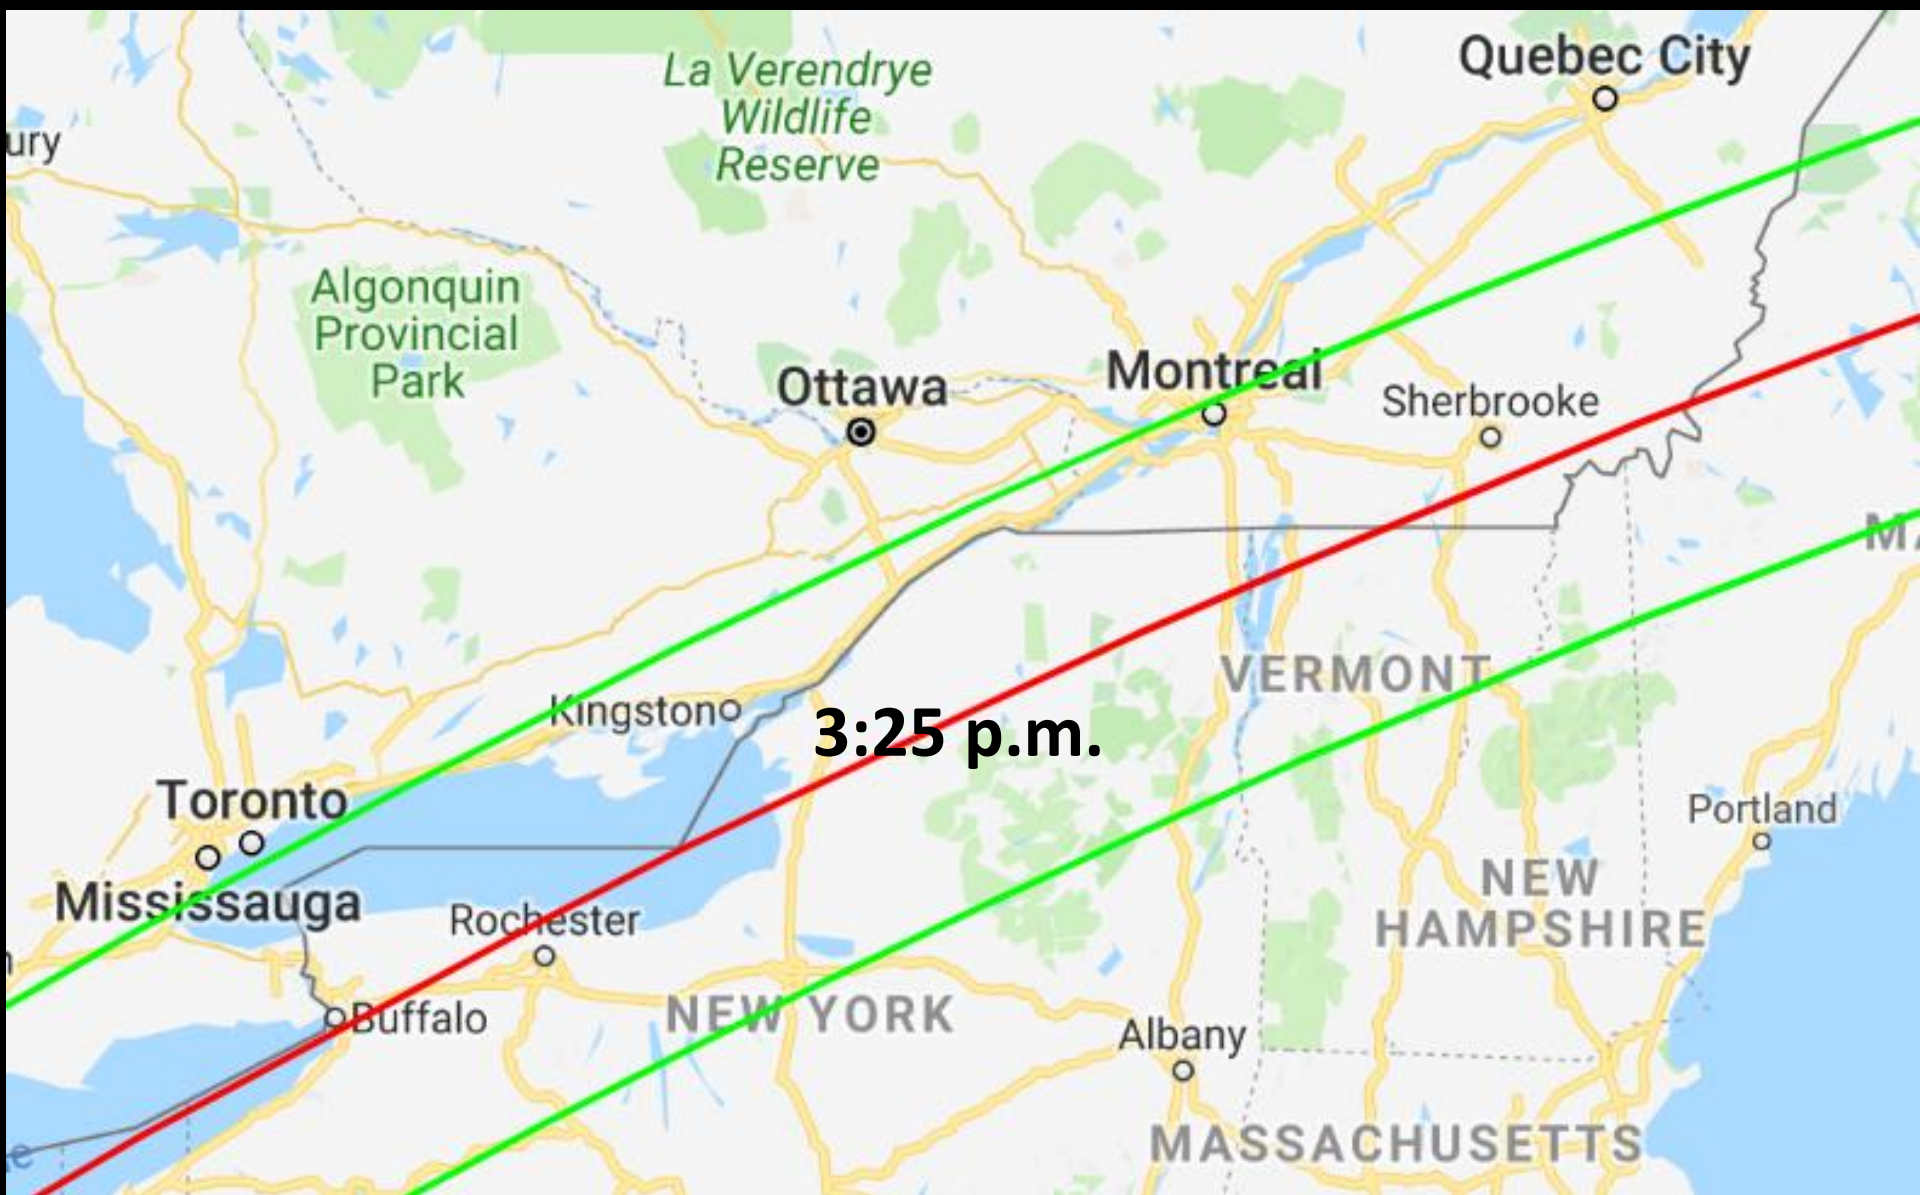 Quebec City
La Verendrye
Wildlife
Reserve
ury
Algonquin
Provincial
Park
Ottawa
Montreal
Sherbrooke
VERMONT
Kingston
3:25 p.m.
Toronto
Mississauga
Rochester
Buffalo
NEW YORK
Portland
NEW
HAMPSHIRE
Albany
MASSACHUSETTS